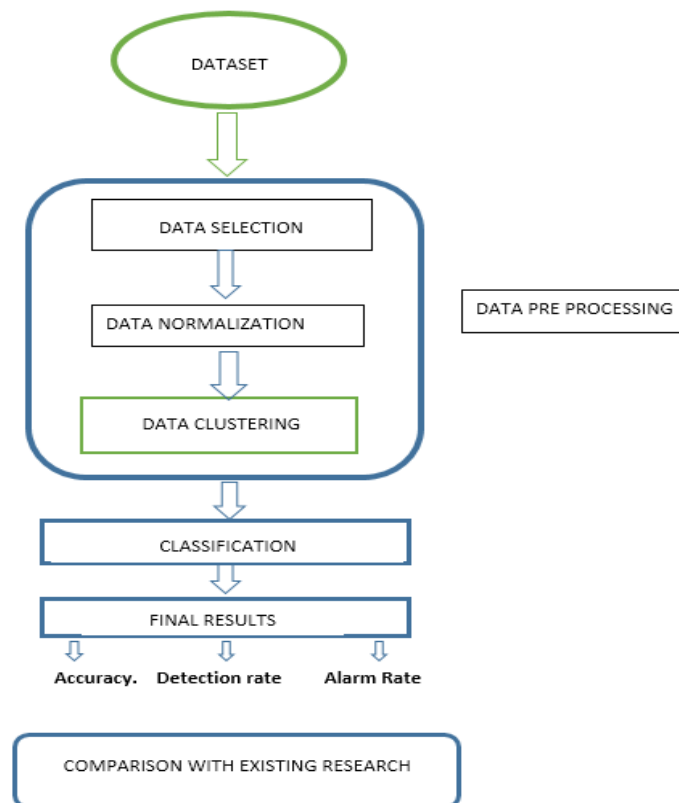 DATASET
DATA SELECTION
DATA PRE PROCESSING
DATA NORMALIZATION
DATA CLUSTERING
CLASSIFICATION
FINAL RESULTS
Accuracy. Detection rate Alarm Rate
COMPARISON WITH EXISTING RESEARCH